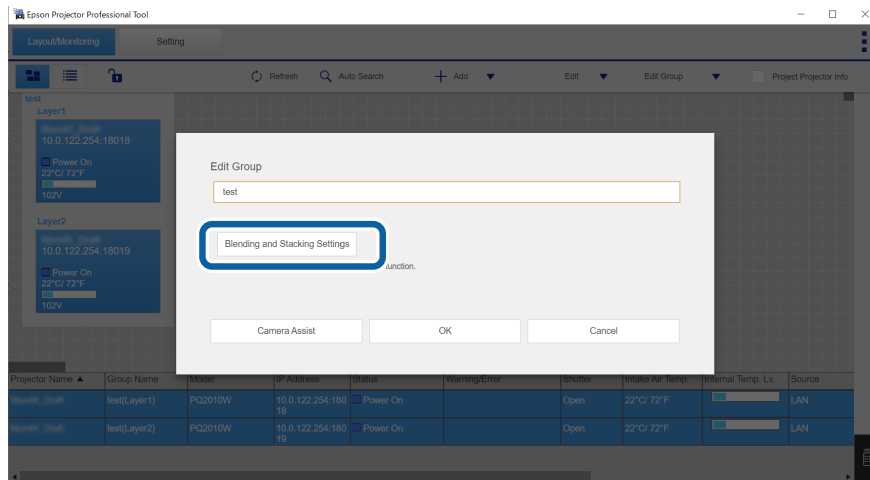 Epson Projector Professional Tool
Layout/Monitoring Setting
Refresh Auto Search Add Edit Edit Group Project Projector Info
test
Layer1
10.0.122.254:18018
Power On
22°C/ 72°F
102V
Layer2
10.0.122.254:18019
Power On
22°C/ 72°F
102V
Edit Group
test
Blending and Stacking Settings
function.
Camera Assist OK Cancel
Projector Name Group Name Model IP Address Status Warning/Error Shutter Intake Air Temp. Internal Temp. Lv. Source
test(Layer1) PQ2010W 10.0.122.254:180 Power On Open 22°C/ 72°F LAN
18
test(Layer2) PQ2010W 10.0.122.254:180 Power On Open 22°C/ 72°F LAN
19